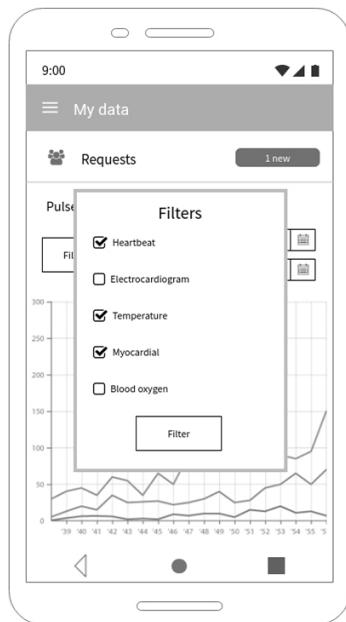 9:00
My data
Requests
1 new
Pulse
Filters
Heartbeat
Fil
Electrocardiogram
Temperature
Myocardial
Blood oxygen
Filter
300
250
200
150
100
50
0
'39 '40 '41 '42 '43 '44 '45 '46 '47 '48 '49 '50 '51 '52 '53 '54 '55 '5